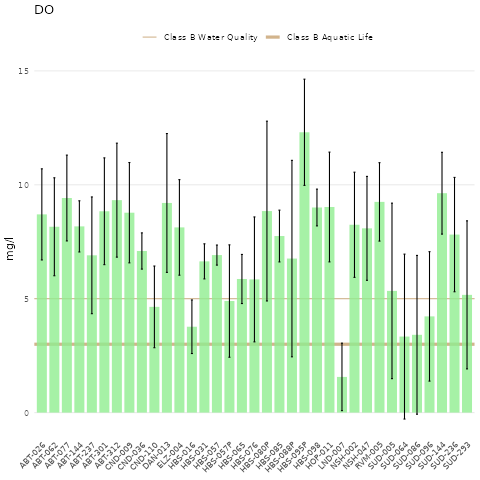 DO
Class B Water Quality
Class B Aquatic Life
mg/l
15
10
5
0
ABT-026
ABT-062
ABT-077
ABT-144
ABT-237
ABT-301
ABT-312
CND-009
CND-036
CND-110
DAN-013
ELZ-004
HBS-016
HBS-031
HBS-057
HBS-057P
HBS-065
HBS-076
HBS-080P
HBS-085
HBS-088P
HBS-095P
HBS-098
HOP-011
LND-007
NSH-002
NSH-047
RVM-005
SUD-005
SUD-064
SUD-086
SUD-096
SUD-144
SUD-236
SUD-293